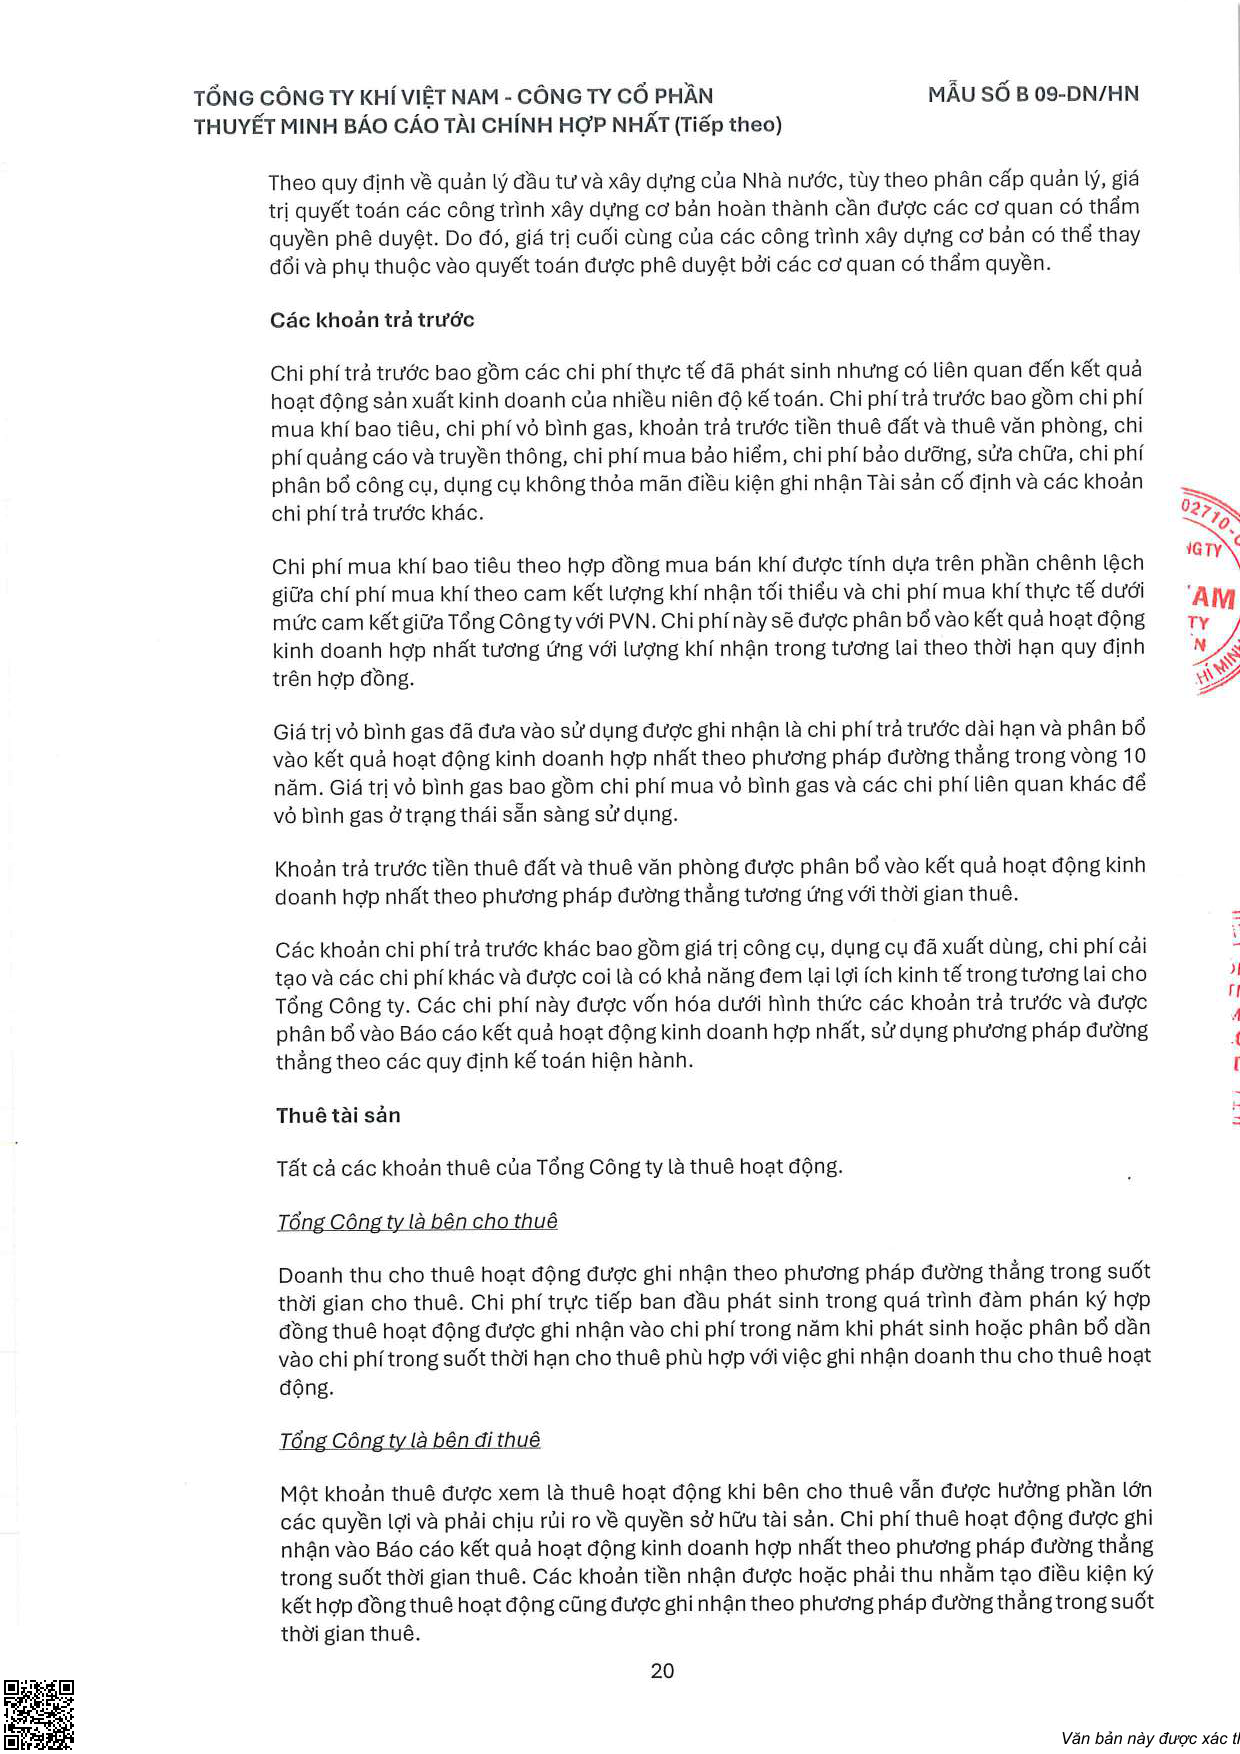 TỔNG CÔNG TY KHÍ VIỆT NAM - CÔNG TY CỔ PHẦN MẪU SỐ B 09-DN/HN
THUYẾT MINH BÁO CÁO TÀI CHÍNH HỢP NHẤT (Tiếp theo)
Theo quy định về quản lý đầu tư và xây dựng của Nhà nước, tùy theo phân cấp quản lý, giá
trị quyết toán các công trình xây dựng cơ bản hoàn thành cần được các cơ quan có thẩm
quyền phê duyệt. Do đó, giá trị cuối cùng của các công trình xây dựng cơ bản có thể thay
đổi và phụ thuộc vào quyết toán được phê duyệt bởi các cơ quan có thẩm quyền.
Các khoản trả trước
Chi phí trả trước bao gồm các chi phí thực tế đã phát sinh nhưng có liên quan đến kết quả
hoạt động sản xuất kinh doanh của nhiều niên độ kế toán. Chi phí trả trước bao gồm chi phí
mua khí bao tiêu, chi phí vỏ bình gas, khoản trả trước tiền thuê đất và thuê văn phòng, chi
phí quảng cáo và truyền thông, chi phí mua bảo hiểm, chi phí bảo dưỡng, sửa chữa, chi phí
phân bổ công cụ, dụng cụ không thỏa mãn điều kiện ghi nhận Tài sản cố định và các khoản
chi phí trả trước khác.
Chi phí mua khí bao tiêu theo hợp đồng mua bán khí được tính dựa trên phần chênh lệch
giữa chí phí mua khí theo cam kết lượng khí nhận tối thiểu và chi phí mua khí thực tế dưới
mức cam kết giữa Tổng Công ty với PVN. Chi phí này sẽ được phân bổ vào kết quả hoạt động
kinh doanh hợp nhất tương ứng với lượng khí nhận trong tương lai theo thời hạn quy định
trên hợp đồng.
Giá trị vỏ bình gas đã đưa vào sử dụng được ghi nhận là chi phí trả trước dài hạn và phân bổ
vào kết quả hoạt động kinh doanh hợp nhất theo phương pháp đường thẳng trong vòng 10
năm. Giá trị vỏ bình gas bao gồm chi phí mua vỏ bình gas và các chi phí liên quan khác để
vỏ bình gas ở trạng thái sẵn sàng sử dụng.
Khoản trả trước tiền thuê đất và thuê văn phòng được phân bổ vào kết quả hoạt động kinh
doanh hợp nhất theo phương pháp đường thẳng tương ứng với thời gian thuê.
Các khoản chi phí trả trước khác bao gồm giá trị công cụ, dụng cụ đã xuất dùng, chi phí cải
tạo và các chi phí khác và được coi là có khả năng đem lại lợi ích kinh tế trong tương lai cho
Tổng Công ty. Các chi phí này được vốn hóa dưới hình thức các khoản trả trước và được
phân bổ vào Báo cáo kết quả hoạt động kinh doanh hợp nhất, sử dụng phương pháp đường
thẳng theo các quy định kế toán hiện hành.
Thuê tài sản
Tất cả các khoản thuê của Tổng Công ty là thuê hoạt động.
Tổng Công ty là bên cho thuê
Doanh thu cho thuê hoạt động được ghi nhận theo phương pháp đường thẳng trong suốt
thời gian cho thuê. Chi phí trực tiếp ban đầu phát sinh trong quá trình đàm phán ký hợp
đồng thuê hoạt động được ghi nhận vào chi phí trong năm khi phát sinh hoặc phân bổ dần
vào chi phí trong suốt thời hạn cho thuê phù hợp với việc ghi nhận doanh thu cho thuê hoạt
động.
Tổng Công ty là bên đi thuê
Một khoản thuê được xem là thuê hoạt động khi bên cho thuê vẫn được hưởng phần lớn
các quyền lợi và phải chịu rủi ro về quyền sở hữu tài sản. Chi phí thuê hoạt động được ghi
nhận vào Báo cáo kết quả hoạt động kinh doanh hợp nhất theo phương pháp đường thẳng
trong suốt thời gian thuê. Các khoản tiền nhận được hoặc phải thu nhằm tạo điều kiện ký
kết hợp đồng thuê hoạt động cũng được ghi nhận theo phương pháp đường thẳng trong suốt
thời gian thuê.
20
02710-
TY
AM
TY
N
Văn bản này được xác